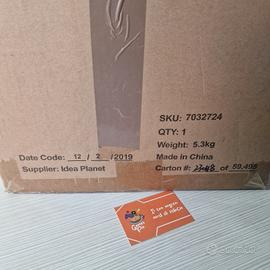 SKU: 7032724
QTY: 1
Weight: 5.3kg
Made in China
Date Code: 12 / 2 / 2019
Supplier: Idea Planet
Carton #: of 59,495